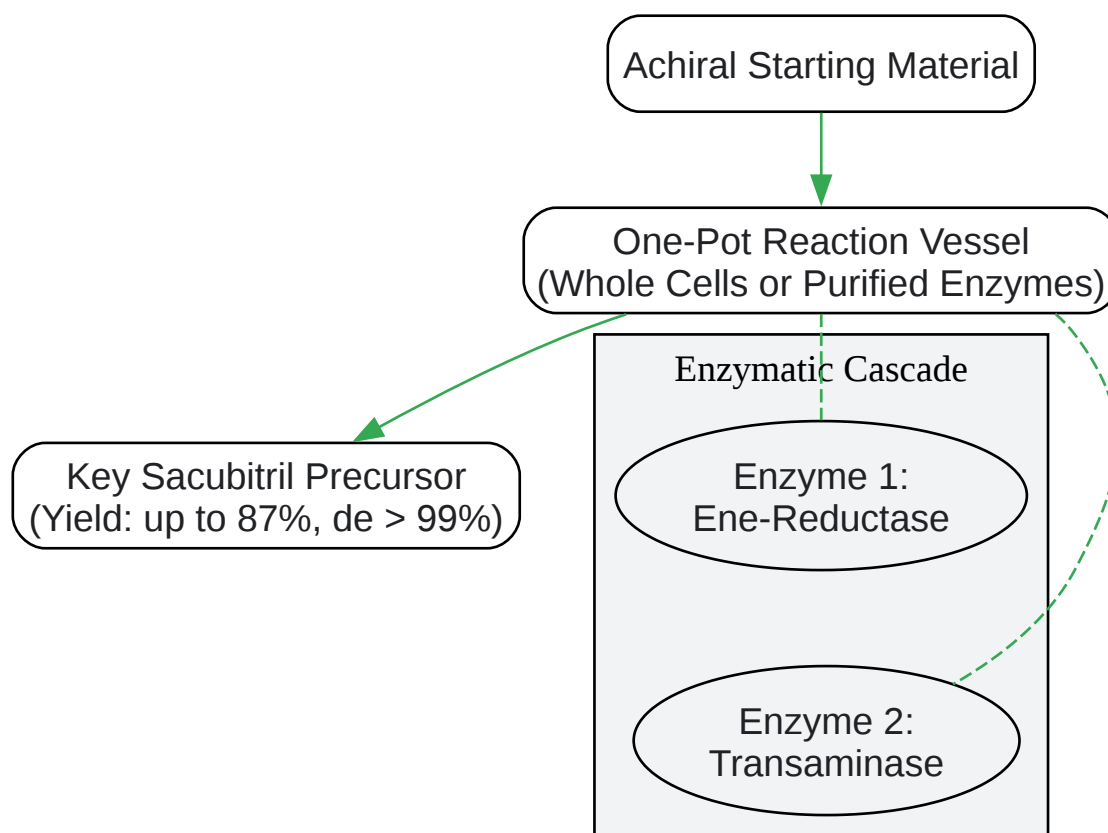 Achiral Starting Material
One-Pot Reaction Vessel
(Whole Cells or Purified Enzymes)
Enzymatic Cascade
Key Sacubitril Precursor
(Yield: up to 87%, de > 99%)
Enzyme 1:
Ene-Reductase
Enzyme 2:
Transaminase